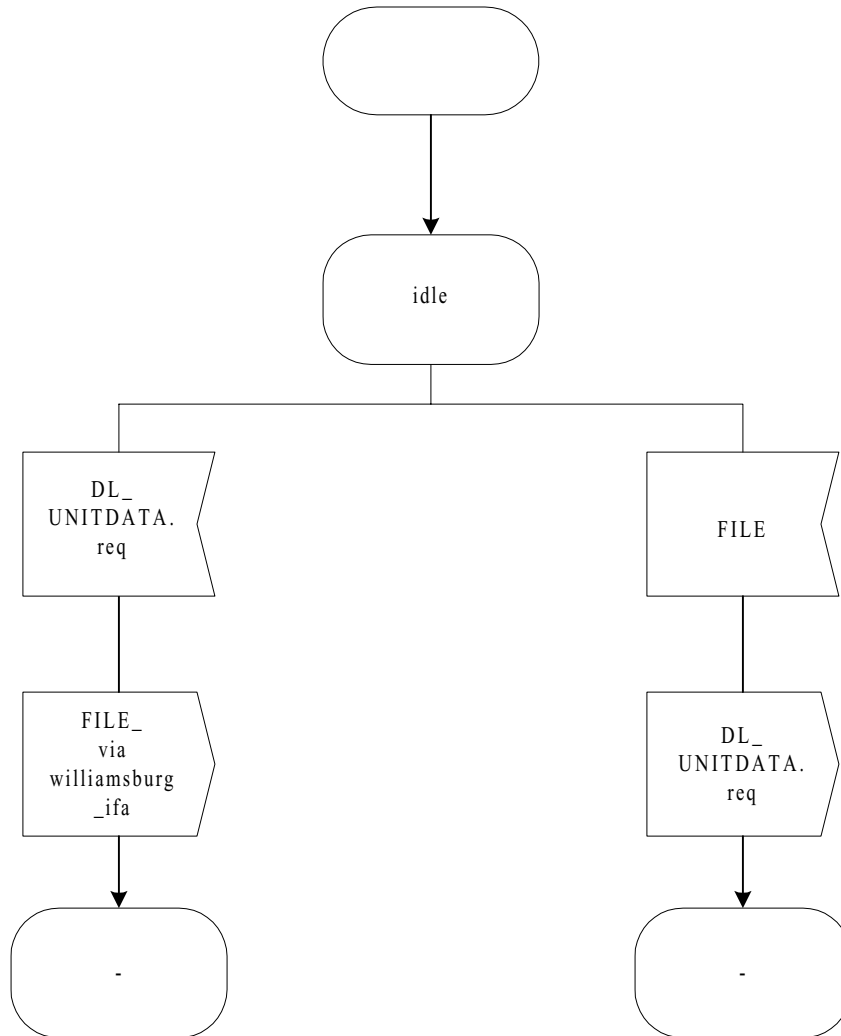 idle
DL_
UNITDATA.
req
FILE
FILE_
via
williamsburg
_ifa
DL_
UNITDATA.
req
-
-